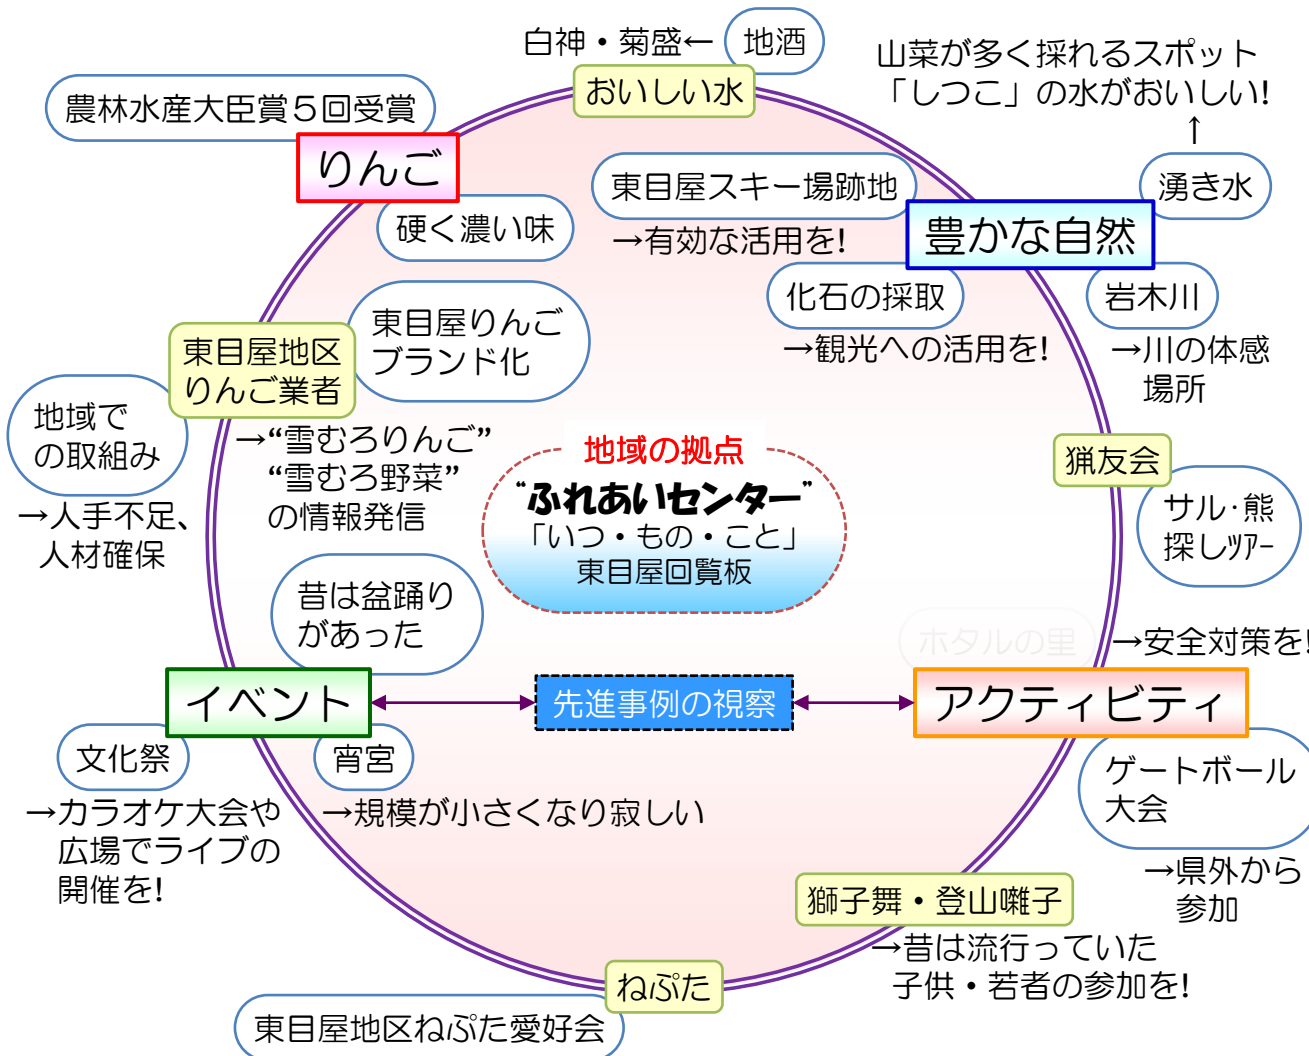 白神・菊盛←
地酒
おいしい水
山菜が多く採れるスポット
「しつこ」の水がおいしい!
↑
湧き水
農林水産大臣賞５回受賞
りんご
硬く濃い味
東目屋スキー場跡地
→有効な活用を!
豊かな自然
化石の採取
→観光への活用を!
岩木川
→川の体感
場所
東目屋りんご
ブランド化
東目屋地区
りんご業者
→“雪むろりんご”
“雪むろ野菜”
の情報発信
地域で
の取組み
→人手不足、
人材確保
地域の拠点
“ふれあいセンター”
「いつ・もの・こと」
東目屋回覧板
猟友会
サル・熊
探しﾂｱｰ
→安全対策を!
昔は盆踊り
があった
ホタルの里
イベント
先進事例の視察
アクティビティ
文化祭
→カラオケ大会や
広場でライブの
開催を!
宵宮
→規模が小さくなり寂しい
ゲートボール
大会
→県外から
参加
獅子舞・登山囃子
→昔は流行っていた
子供・若者の参加を!
ねぷた
東目屋地区ねぷた愛好会